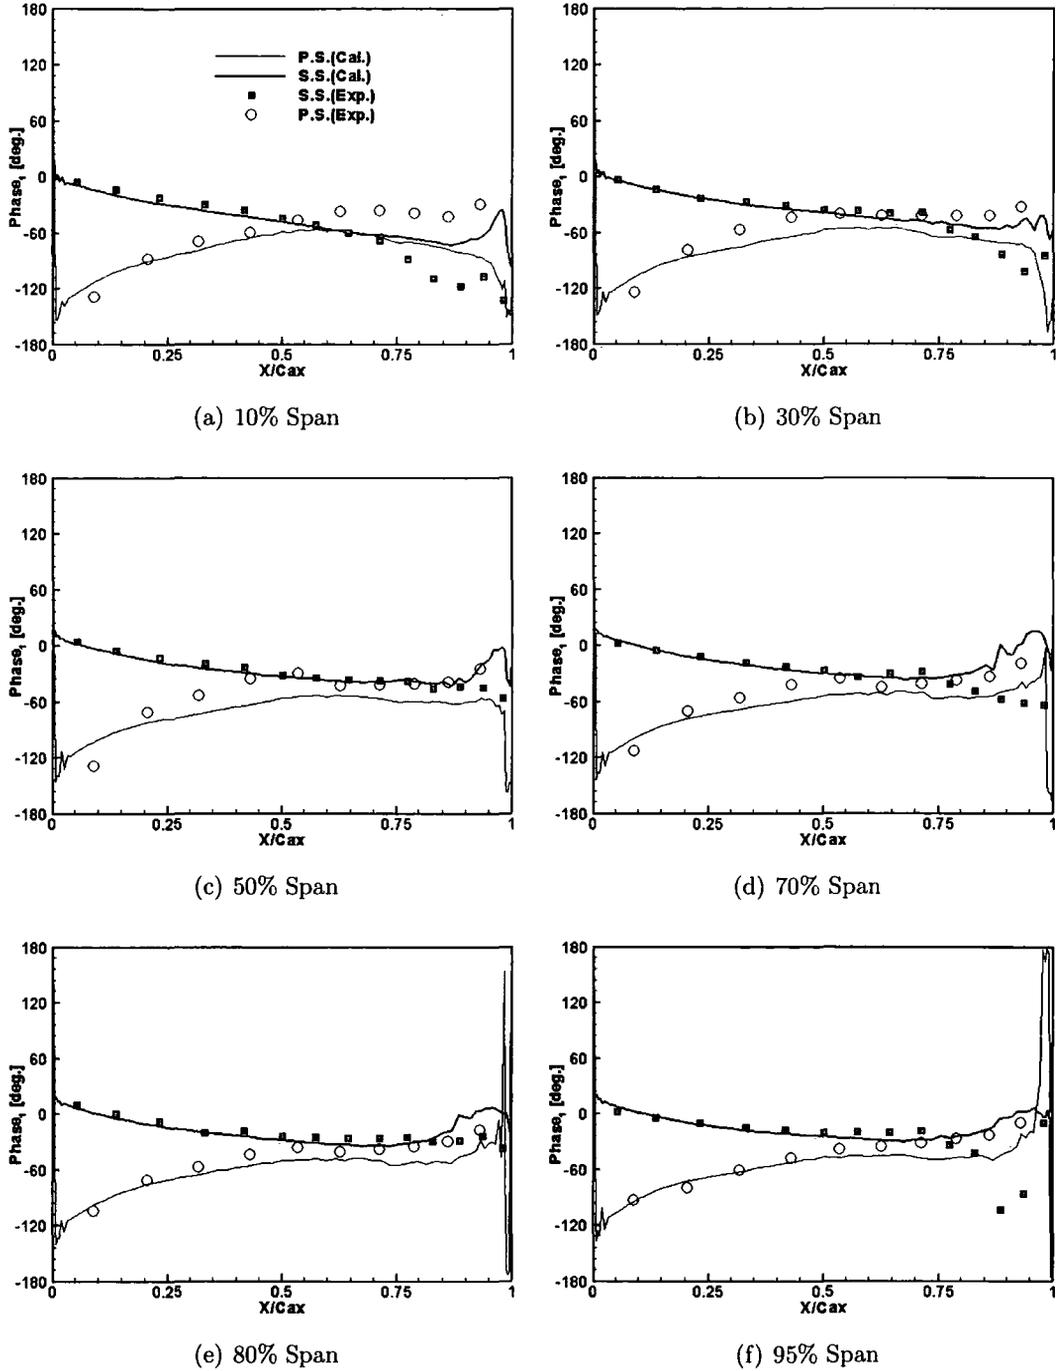 180
120
60
0
-60
-120
-180
Phase1 [deg.]
P.S.(Cal.)
S.S.(Cal.)
S.S.(Exp.)
P.S.(Exp.)
0 0.25 0.5 0.75 1
X/Cax
(a) 10% Span
180
120
60
0
-60
-120
-180
Phase1 [deg.]
0 0.25 0.5 0.75 1
X/Cax
(b) 30% Span
180
120
60
0
-60
-120
-180
Phase1 [deg.]
0 0.25 0.5 0.75 1
X/Cax
(c) 50% Span
180
120
60
0
-60
-120
-180
Phase1 [deg.]
0 0.25 0.5 0.75 1
X/Cax
(d) 70% Span
180
120
60
0
-60
-120
-180
Phase1 [deg.]
0 0.25 0.5 0.75 1
X/Cax
(e) 80% Span
180
120
60
0
-60
-120
-180
Phase1 [deg.]
0 0.25 0.5 0.75 1
X/Cax
(f) 95% Span